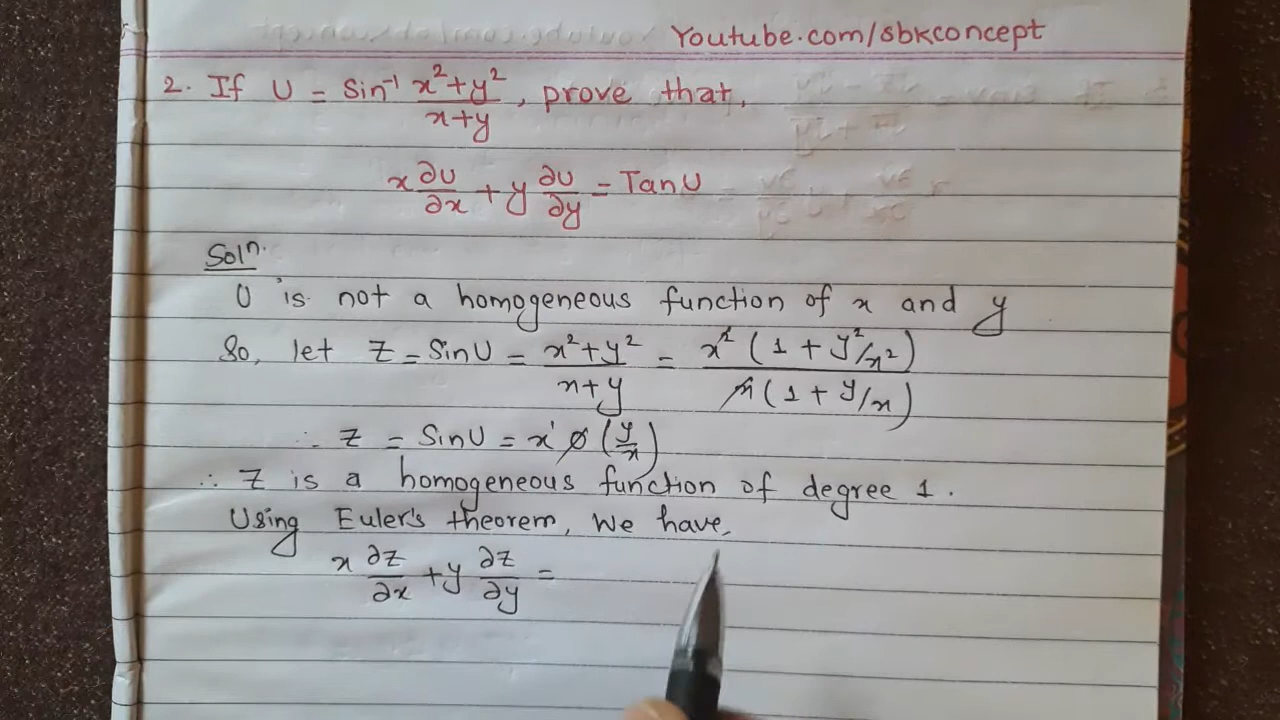 Youtube.com/sbkconcept
2. If U = Sin⁻¹ (x²+y²)/(x+y), prove that,
x ∂U/∂x + y ∂U/∂y = Tan U
Solⁿ.
U is not a homogeneous function of x and y
So, let Z = Sin U = (x²+y²)/(x+y) = x²(1 + y²/x²)/x(1 + y/x)
∴ Z = Sin U = x¹ φ (y/x)
∴ Z is a homogeneous function of degree 1.
Using Euler's theorem, we have,
x ∂z/∂x + y ∂z/∂y =